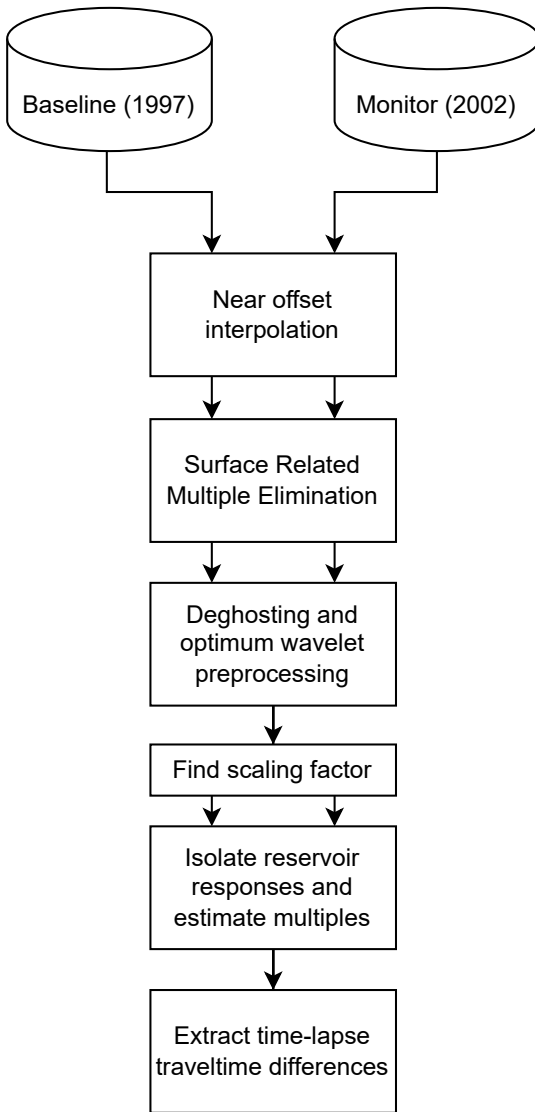 Baseline (1997)
Monitor (2002)
Near offset
interpolation
Surface Related
Multiple Elimination
Deghosting and
optimum wavelet
preprocessing
Find scaling factor
Isolate reservoir
responses and
estimate multiples
Extract time-lapse
traveltime differences